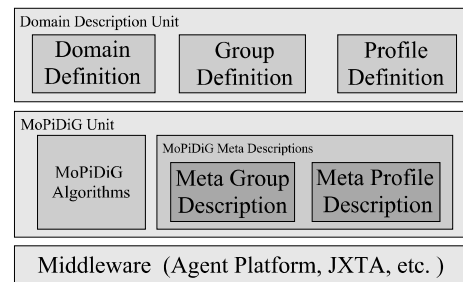 Domain Description Unit
Domain
Definition
Group
Definition
Profile
Definition
MoPiDiG Unit
MoPiDiG
Algorithms
MoPiDiG Meta Descriptions
Meta Group
Description
Meta Profile
Description
Middleware (Agent Platform, JXTA, etc. )